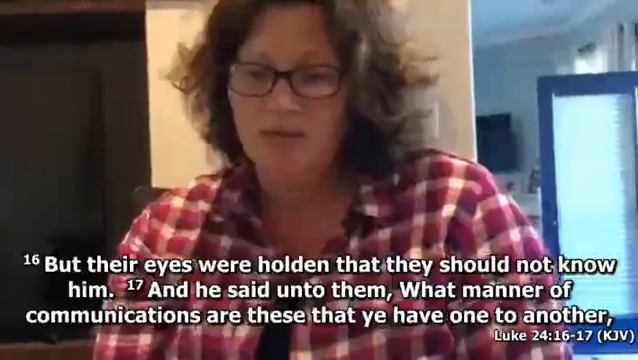 16 But their eyes were holden that they should not know
him. 17 And he said unto them, What manner of
communications are these that ye have one to another,
Luke 24:16-17 (KJV)